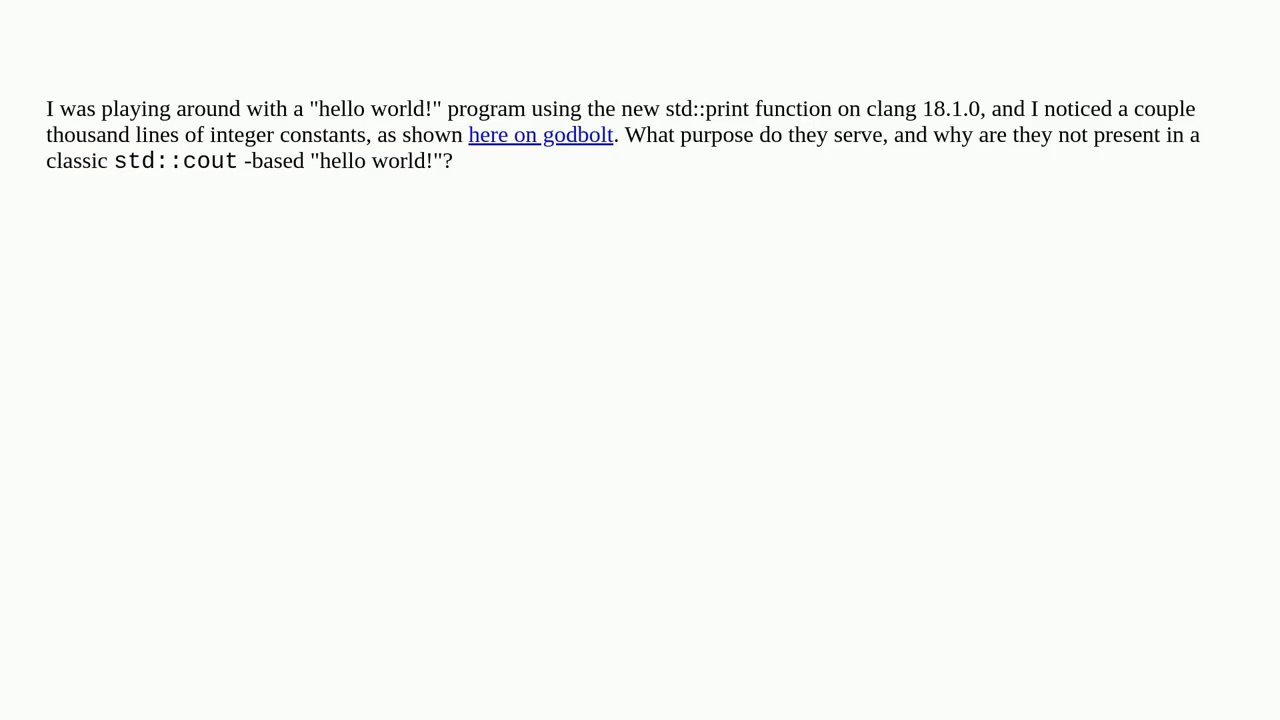 I was playing around with a "hello world!" program using the new std::print function on clang 18.1.0, and I noticed a couple
thousand lines of integer constants, as shown here on godbolt. What purpose do they serve, and why are they not present in a
classic std::cout -based "hello world!"?